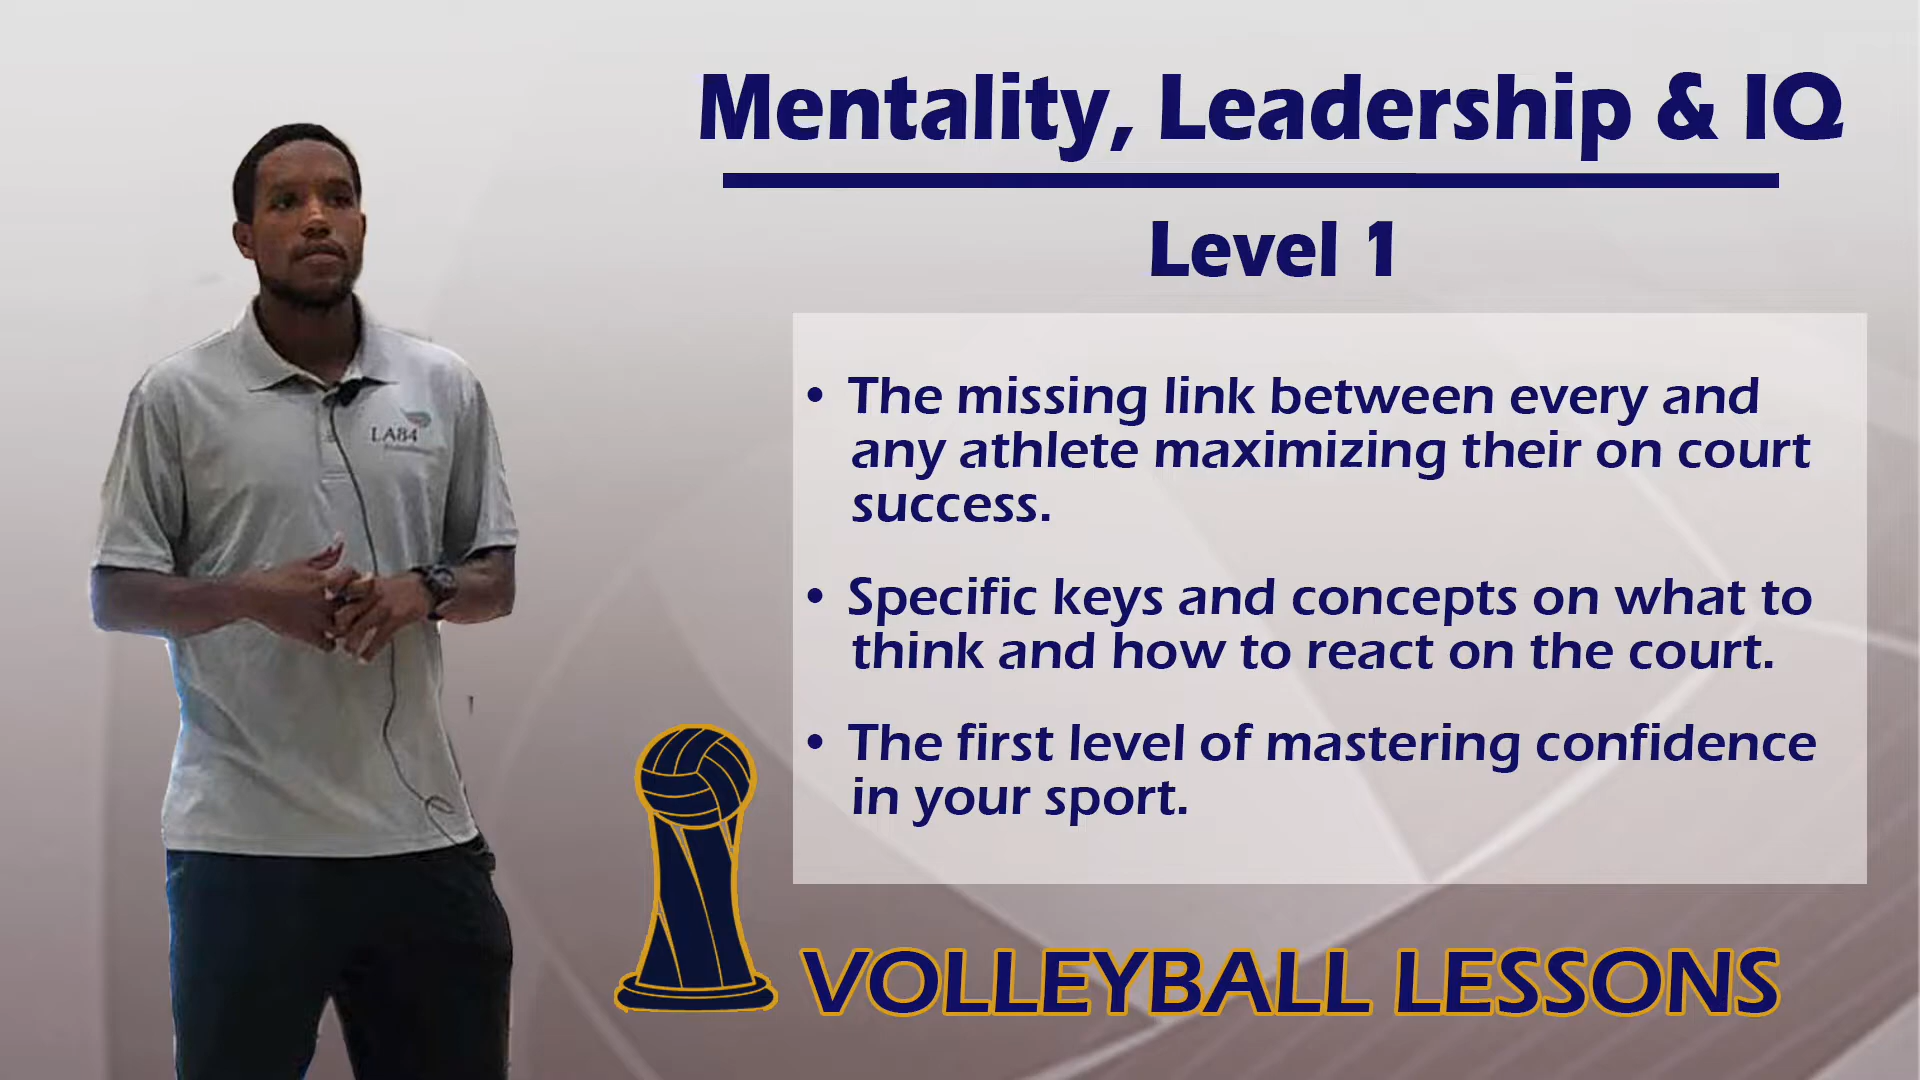 Mentality, Leadership & IQ
Level 1
• The missing link between every and
any athlete maximizing their on court
success.
• Specific keys and concepts on what to
think and how to react on the court.
• The first level of mastering confidence
in your sport.
VOLLEYBALL LESSONS
LA84